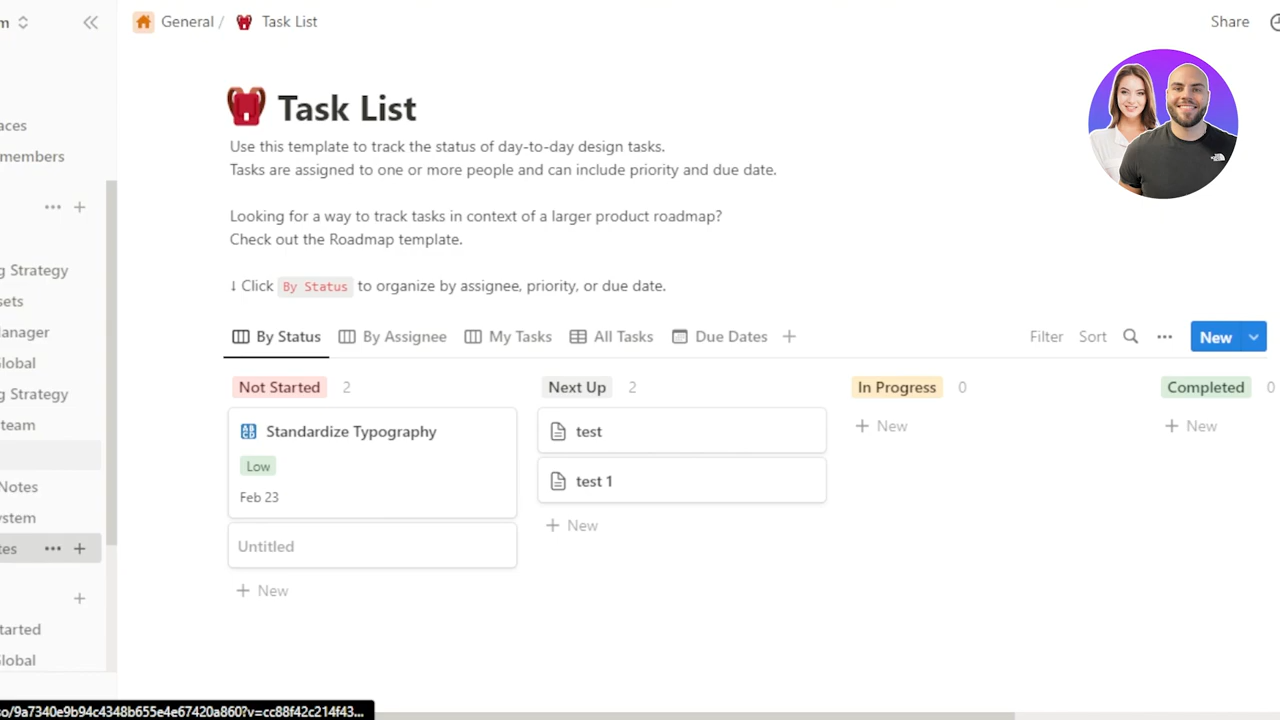 m
General / Task List
Share
Task List
Use this template to track the status of day-to-day design tasks.
Tasks are assigned to one or more people and can include priority and due date.
Looking for a way to track tasks in context of a larger product roadmap?
Check out the Roadmap template.
↓ Click By Status to organize by assignee, priority, or due date.
By Status By Assignee My Tasks All Tasks Due Dates +
Filter Sort ••• New
Not Started 2
Standardize Typography
Low
Feb 23
Untitled
+ New
Next Up 2
test
test 1
+ New
In Progress 0
+ New
Completed 0
+ New
aces
members
••• +
g Strategy
sets
anager
Global
g Strategy
team
Notes
ystem
tes ••• +
+
tarted
Global
so/9a7340e9b94c4348b655e4e67420a860?v=cc88f42c214f43...